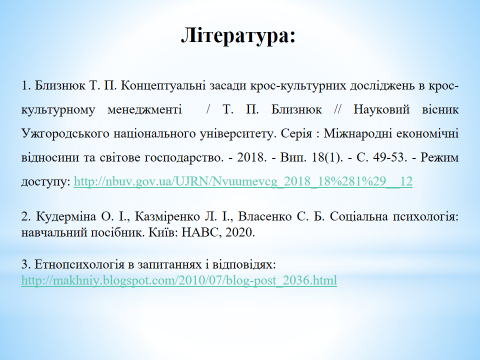 Література:
1. Близнюк Т. П. Концептуальні засади крос-культурних досліджень в крос-
культурному менеджменті / Т. П. Близнюк // Науковий вісник
Ужгородського національного університету. Серія : Міжнародні економічні
відносини та світове господарство. - 2018. - Вип. 18(1). - С. 49-53. - Режим
доступу: http://nbuv.gov.ua/UJRN/Nvuumevcg_2018_18%281%29__12
2. Кудерміна О. І., Казміренко Л. І., Власенко С. Б. Соціальна психологія:
навчальний посібник. Київ: НАВС, 2020.
3. Етнопсихологія в запитаннях і відповідях:
http://makhniy.blogspot.com/2010/07/blog-post_2036.html